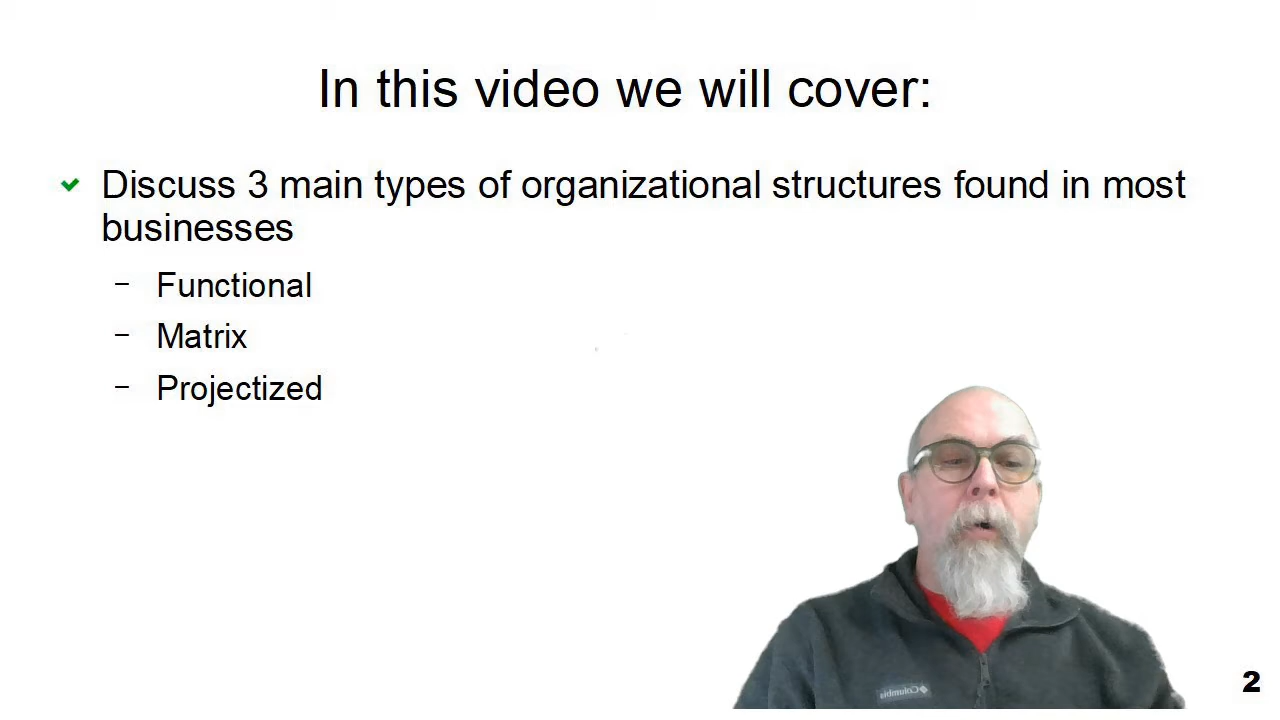 In this video we will cover:
Discuss 3 main types of organizational structures found in most
businesses
– Functional
– Matrix
– Projectized
Columbia
2